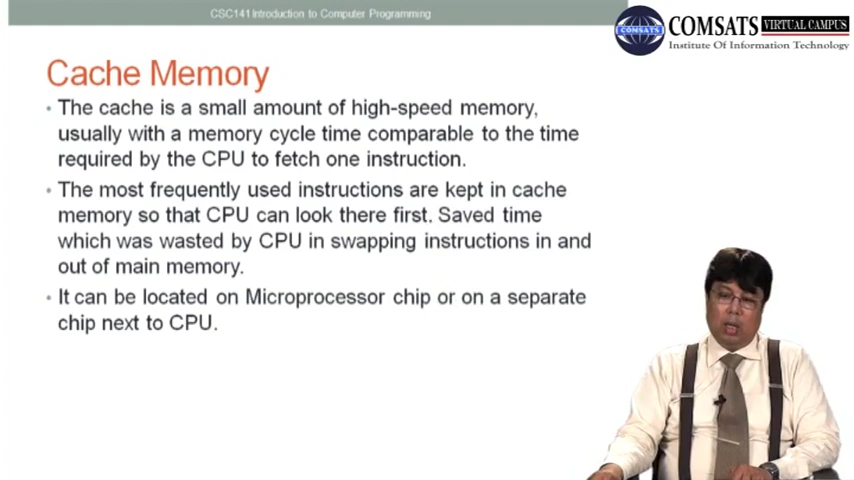 CSC141 Introduction to Computer Programming
COMSATS VIRTUAL CAMPUS
Institute Of Information Technology
COMSATS
Cache Memory
• The cache is a small amount of high-speed memory,
usually with a memory cycle time comparable to the time
required by the CPU to fetch one instruction.
• The most frequently used instructions are kept in cache
memory so that CPU can look there first. Saved time
which was wasted by CPU in swapping instructions in and
out of main memory.
• It can be located on Microprocessor chip or on a separate
chip next to CPU.